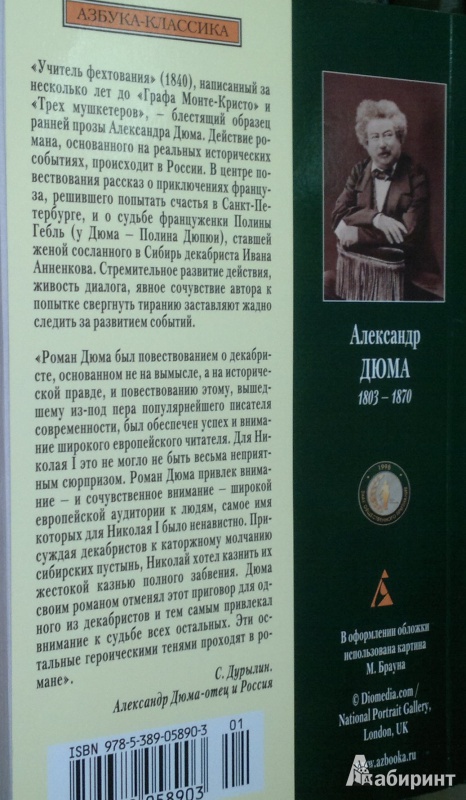 АЗБУКА-КЛАССИКА
«Учитель фехтования» (1840), написанный за
несколько лет до «Графа Монте-Кристо» и
«Трех мушкетеров», – блестящий образец
ранней прозы Александра Дюма. Действие ро-
мана, основанного на реальных исторических
событиях, происходит в России. В центре по-
вествования рассказ о приключениях францу-
за, решившего попытать счастья в Санкт-Пе-
тербурге, и о судьбе француженки Полины
Гебль (у Дюма – Полина Дюпюи), ставшей
женой сосланного в Сибирь декабриста Ивана
Анненкова. Стремительное развитие действия,
живость диалога, явное сочувствие автора к
попытке свергнуть тиранию заставляют жадно
следить за развитием событий.
«Роман Дюма был повествованием о декабри-
сте, основанном не на вымысле, а на истори-
ческой правде, и повествованию этому, вышед-
шему из-под пера популярнейшего писателя
современности, был обеспечен успех и внима-
ние широкого европейского читателя. Для Ни-
колая I это не могло не быть весьма неприят-
ным сюрпризом. Роман Дюма привлек внима-
ние – и сочувственное внимание – широкой
европейской аудитории к людям, самое имя
которых для Николая I было ненавистно. При-
суждая декабристов к каторжному молчанию
сибирских пустынь, Николай хотел казнить их
жестокой казнью полного забвения. Дюма
своим романом отменял этот приговор для од-
ного из декабристов и тем самым привлекал
внимание к судьбе всех остальных. Эти ос-
тальные героическими тенями проходят в ро-
мане».
С. Дурылин.
Александр Дюма-отец и Россия
ISBN 978-5-389-05890-3
01
058903
Александр
ДЮМА
1803 – 1870
1998
В оформлении обложки
использована картина
М. Брауна
© Diomedia.com /
National Portrait Gallery,
London, UK
www.azbooka.ru
Лабиринт